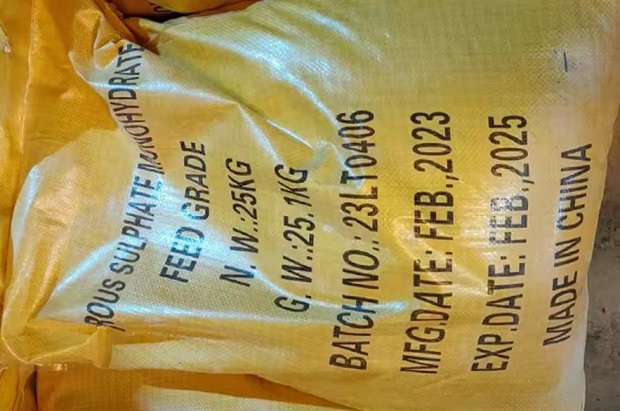 ROUS SULPHATE MONOHYDRATE
FEED GRADE
N.W.:25KG
G.W.:25.1KG
BATCH NO.: 23LT0406
MFG.DATE: FEB.,2023
EXP.DATE: FEB.,2025
MADE IN CHINA